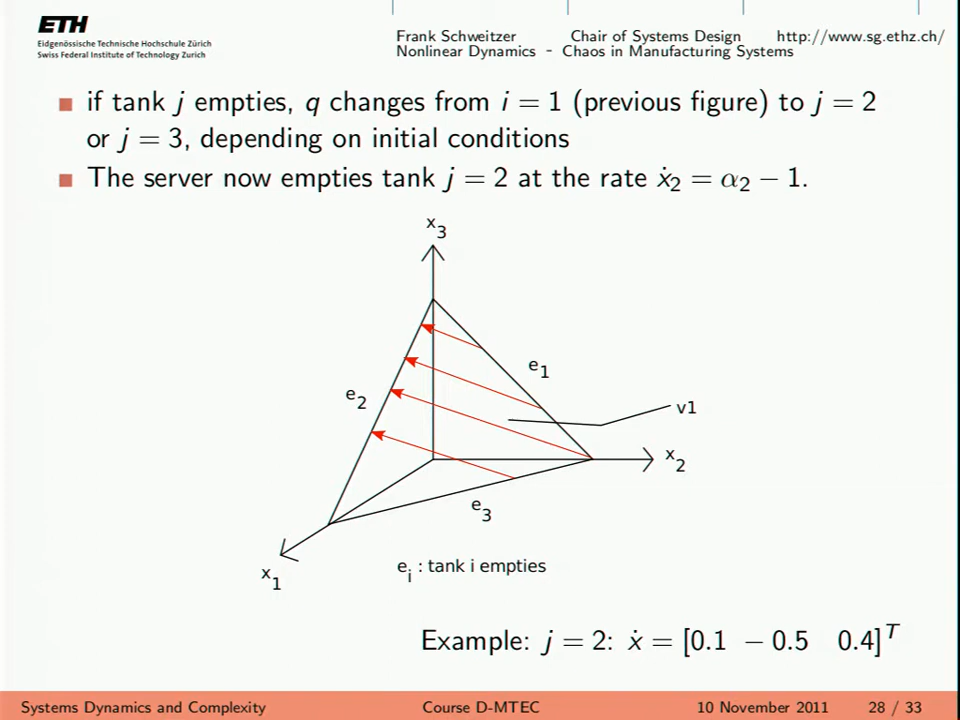 ETH
Eidgenössische Technische Hochschule Zürich
Swiss Federal Institute of Technology Zurich
Frank Schweitzer Chair of Systems Design http://www.sg.ethz.ch/
Nonlinear Dynamics - Chaos in Manufacturing Systems
if tank j empties, q changes from i = 1 (previous figure) to j = 2
or j = 3, depending on initial conditions
The server now empties tank j = 2 at the rate ẋ₂ = α₂ − 1.
x₃
e₁
e₂
v1
x₂
e₃
x₁
eᵢ : tank i empties
Example: j = 2: ẋ = [0.1 − 0.5 0.4]ᵀ
Systems Dynamics and Complexity Course D-MTEC 10 November 2011 28 / 33